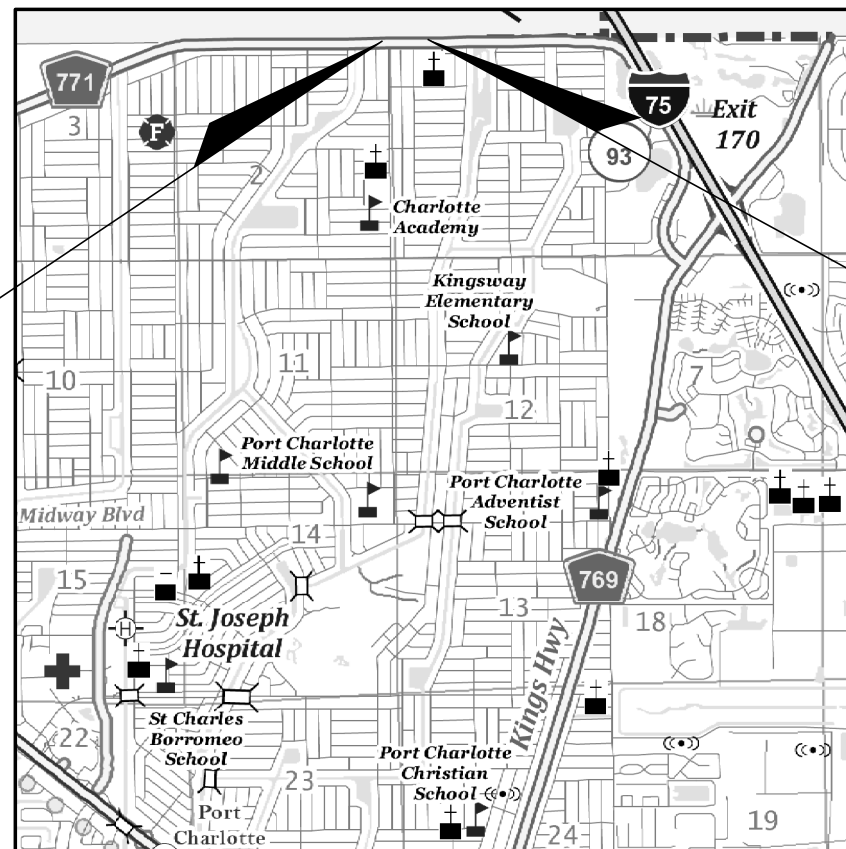 771
75
Exit
170
3
F
93
2
Charlotte
Academy
Kingsway
Elementary
School
10
11
7
12
Port Charlotte
Middle School
Port Charlotte
Adventist
School
Midway Blvd
14
15
769
13
18
St. Joseph
Hospital
H
Kings Hwy
St Charles
Borromeo
School
22
Port Charlotte
Christian
School
23
Port
Charlotte
24
19